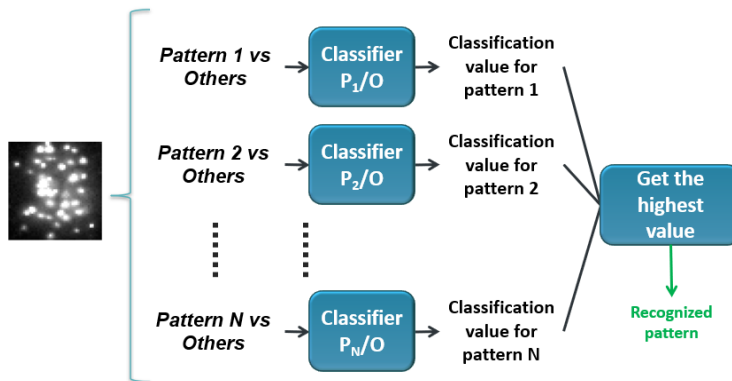 Pattern 1 vs
Others
Classifier
P1/O
Classification
value for
pattern 1
Pattern 2 vs
Others
Classifier
P2/O
Classification
value for
pattern 2
Pattern N vs
Others
Classifier
PN/O
Classification
value for
pattern N
Get the
highest
value
Recognized
pattern